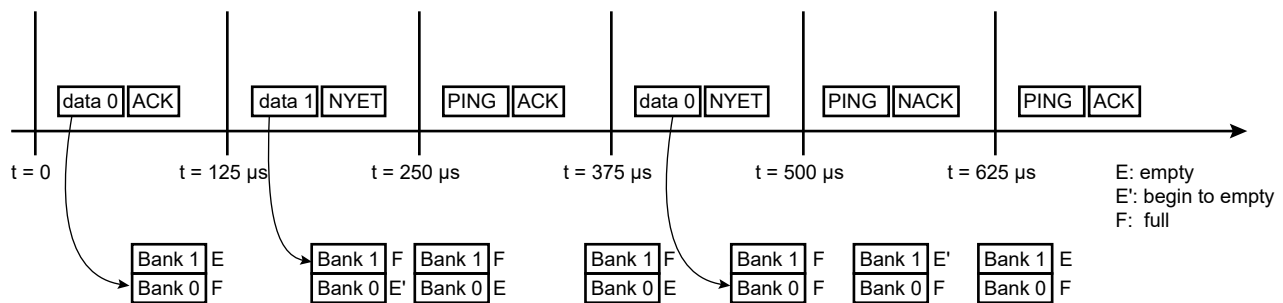 data 0 ACK data 1 NYET PING ACK data 0 NYET PING NACK PING ACK
t = 0 t = 125 μs t = 250 μs t = 375 μs t = 500 μs t = 625 μs
E: empty
E': begin to empty
F: full
Bank 1 E Bank 1 F Bank 1 F Bank 1 F Bank 1 F Bank 1 E' Bank 1 E
Bank 0 F Bank 0 E' Bank 0 E Bank 0 E Bank 0 F Bank 0 F Bank 0 F